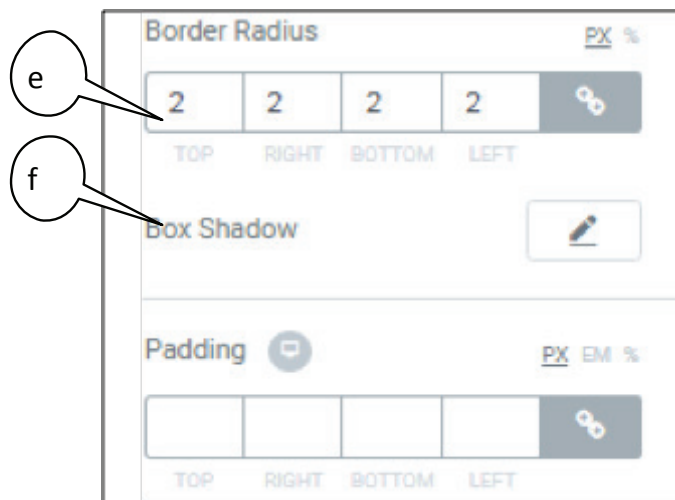 Border Radius PX %
e
2 2 2 2
TOP RIGHT BOTTOM LEFT
f
Box Shadow
Padding PX EM %
TOP RIGHT BOTTOM LEFT